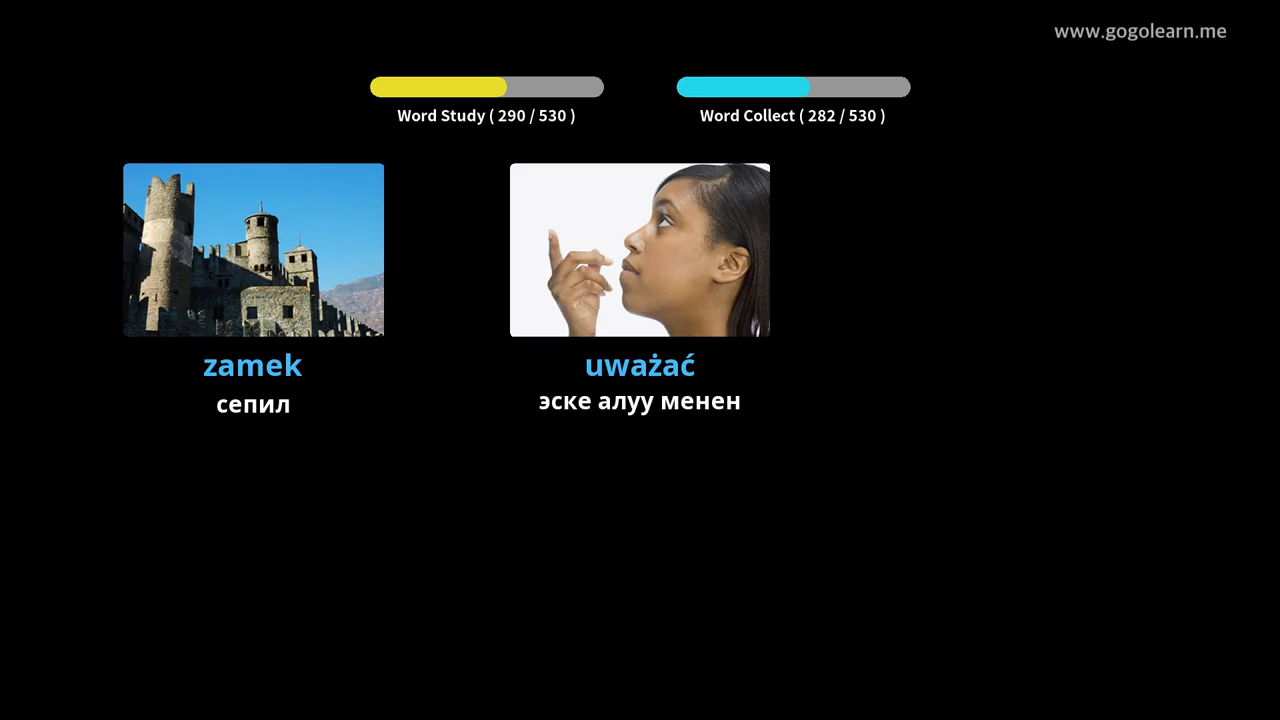 www.gogolearn.me
Word Study ( 290 / 530 )
Word Collect ( 282 / 530 )
zamek
uważać
сепил
эске алуу менен